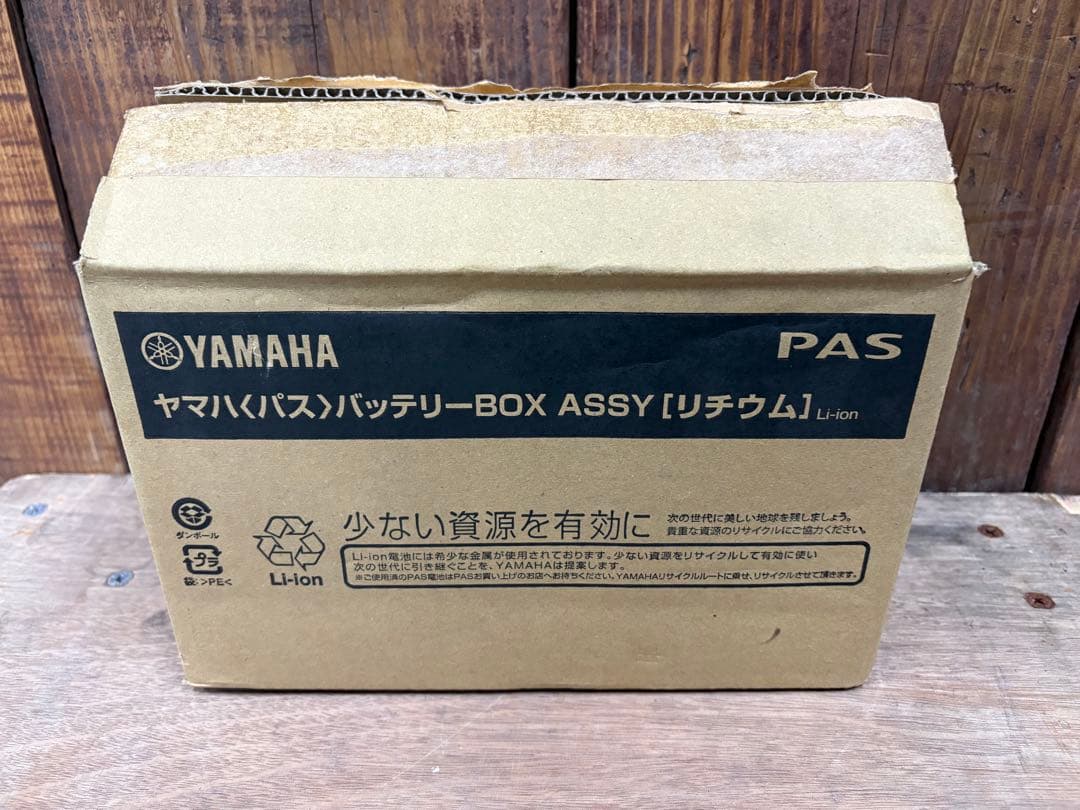 YAMAHA
PAS
ヤマハ〈パス〉バッテリーBOX ASSY [リチウム] Li-ion
ダンボール
プラ
袋:>PE<
Li-ion
少ない資源を有効に
次の世代に美しい地球を残しましょう。
貴重な資源のリサイクルにご協力ください。
Li-ion電池には希少な金属が使用されております。少ない資源をリサイクルして有効に使い
次の世代に引き継ぐことを、YAMAHAは提案します。
※ご使用済のPAS電池はPASお買い上げのお店へお持ちください。YAMAHAリサイクルルートに乗せ、リサイクルさせて頂きます。